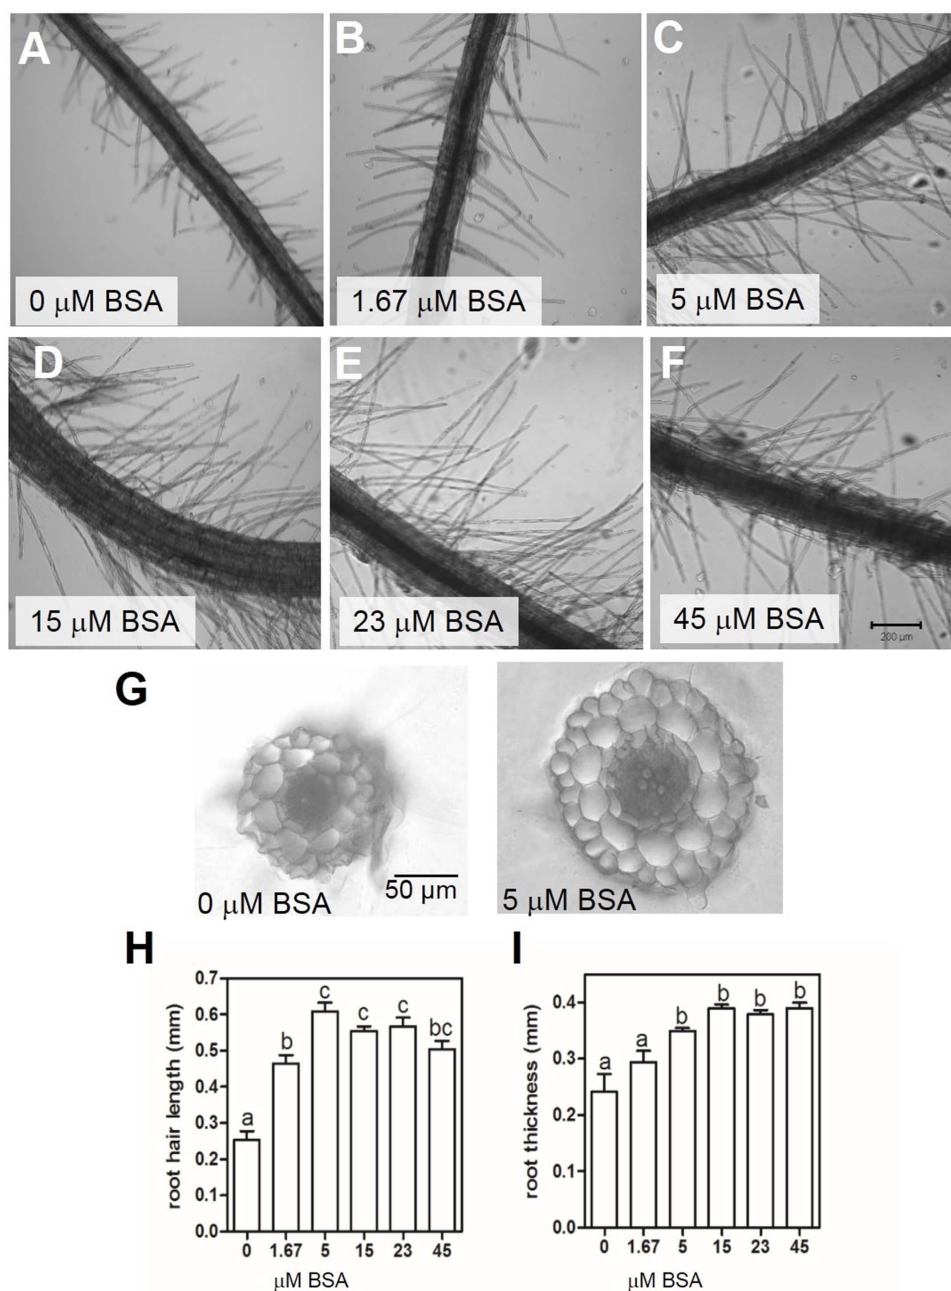 A
B
C
0 μM BSA
1.67 μM BSA
5 μM BSA
D
E
F
15 μM BSA
23 μM BSA
45 μM BSA
200 μm
G
0 μM BSA
50 μm
5 μM BSA
H
I
root hair length (mm)
0.7
0.6
0.5
0.4
0.3
0.2
0.1
0.0
a
b
c
c
c
bc
0 1.67 5 15 23 45
μM BSA
root thickness (mm)
0.4
0.3
0.2
0.1
0.0
a
a
b
b
b
b
0 1.67 5 15 23 45
μM BSA